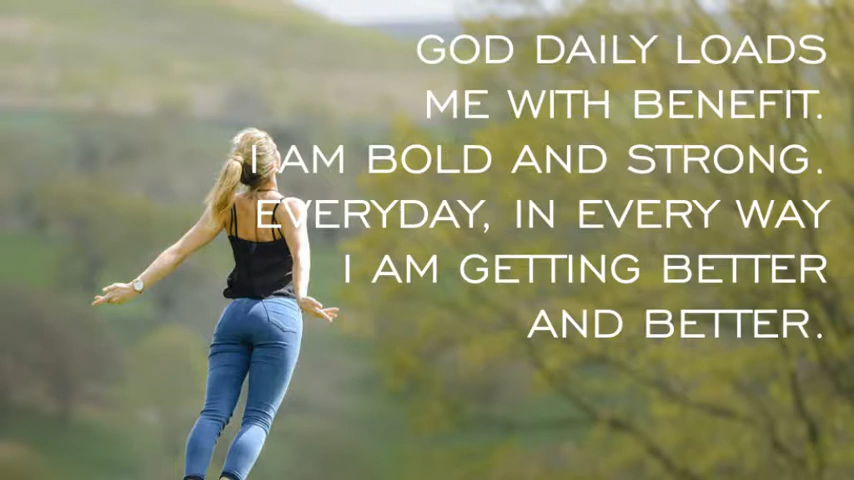 GOD DAILY LOADS
ME WITH BENEFIT.
I AM BOLD AND STRONG.
EVERYDAY, IN EVERY WAY
I AM GETTING BETTER
AND BETTER.